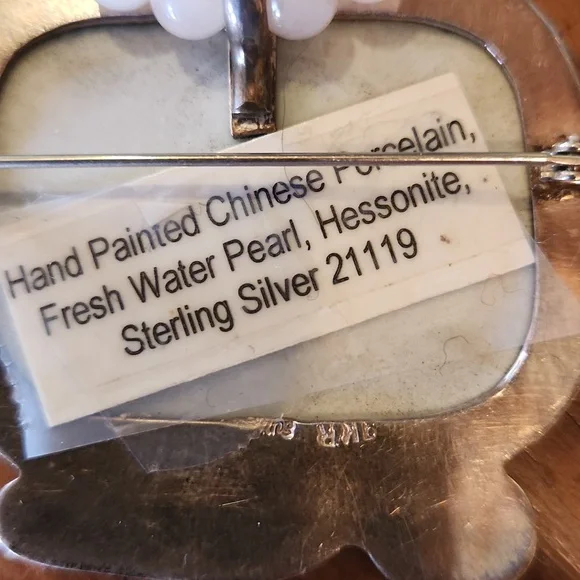 Hand Painted Chinese Porcelain,
Fresh Water Pearl, Hessonite,
Sterling Silver 21119